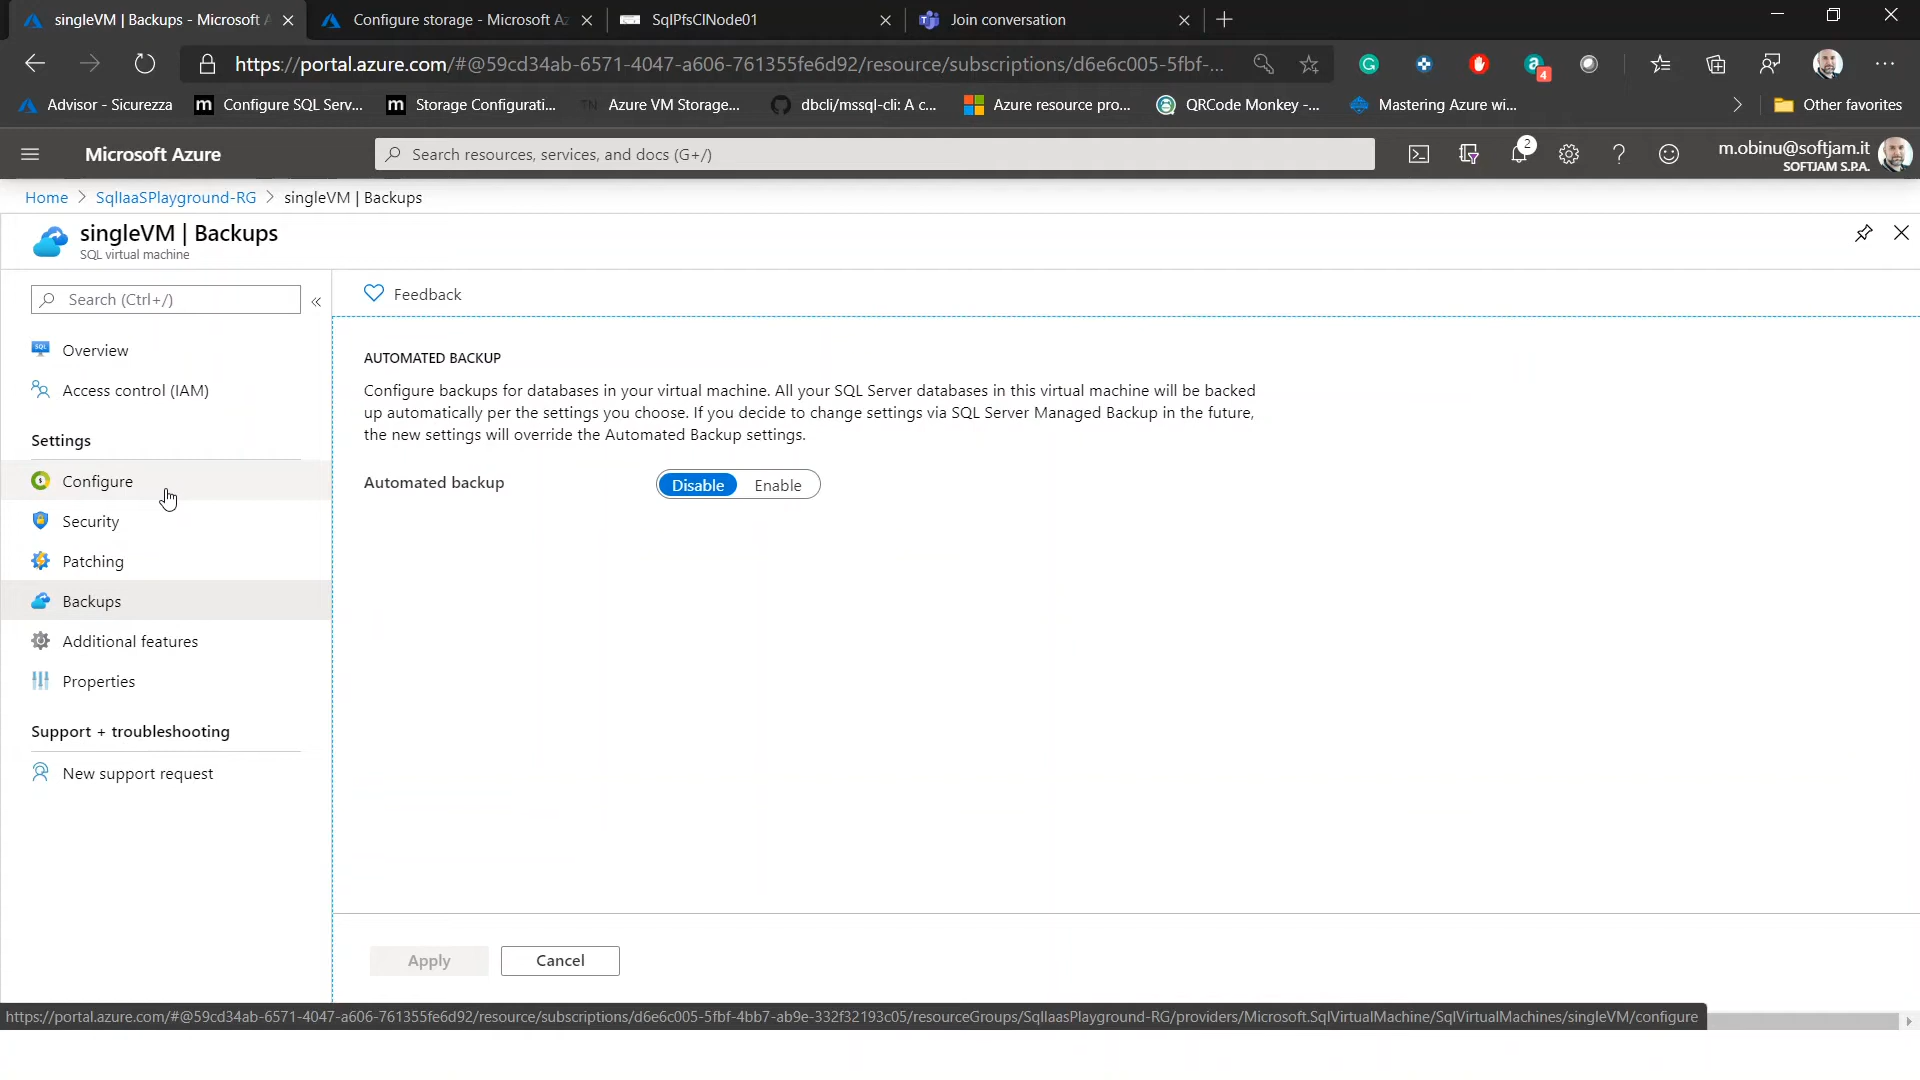 singleVM | Backups - Microsoft A
Configure storage - Microsoft Az
SqlPfsClNode01
Join conversation
https://portal.azure.com/#@59cd34ab-6571-4047-a606-761355fe6d92/resource/subscriptions/d6e6c005-5fbf-...
4
Advisor - Sicurezza
m Configure SQL Serv...
m Storage Configurati...
TN Azure VM Storage...
dbcli/mssql-cli: A c...
Azure resource pro...
QRCode Monkey -...
Mastering Azure wi...
Other favorites
Microsoft Azure
Search resources, services, and docs (G+/)
2
m.obinu@softjam.it
SOFTJAM S.P.A.
Home > SqlIaaSPlayground-RG > singleVM | Backups
singleVM | Backups
SQL virtual machine
Search (Ctrl+/)
«
Feedback
Overview
Access control (IAM)
Settings
Configure
Security
Patching
Backups
Additional features
Properties
Support + troubleshooting
New support request
AUTOMATED BACKUP
Configure backups for databases in your virtual machine. All your SQL Server databases in this virtual machine will be backed
up automatically per the settings you choose. If you decide to change settings via SQL Server Managed Backup in the future,
the new settings will override the Automated Backup settings.
Automated backup
Disable
Enable
Apply
Cancel
https://portal.azure.com/#@59cd34ab-6571-4047-a606-761355fe6d92/resource/subscriptions/d6e6c005-5fbf-4bb7-ab9e-332f32193c05/resourceGroups/SqlIaasPlayground-RG/providers/Microsoft.SqlVirtualMachine/SqlVirtualMachines/singleVM/configure